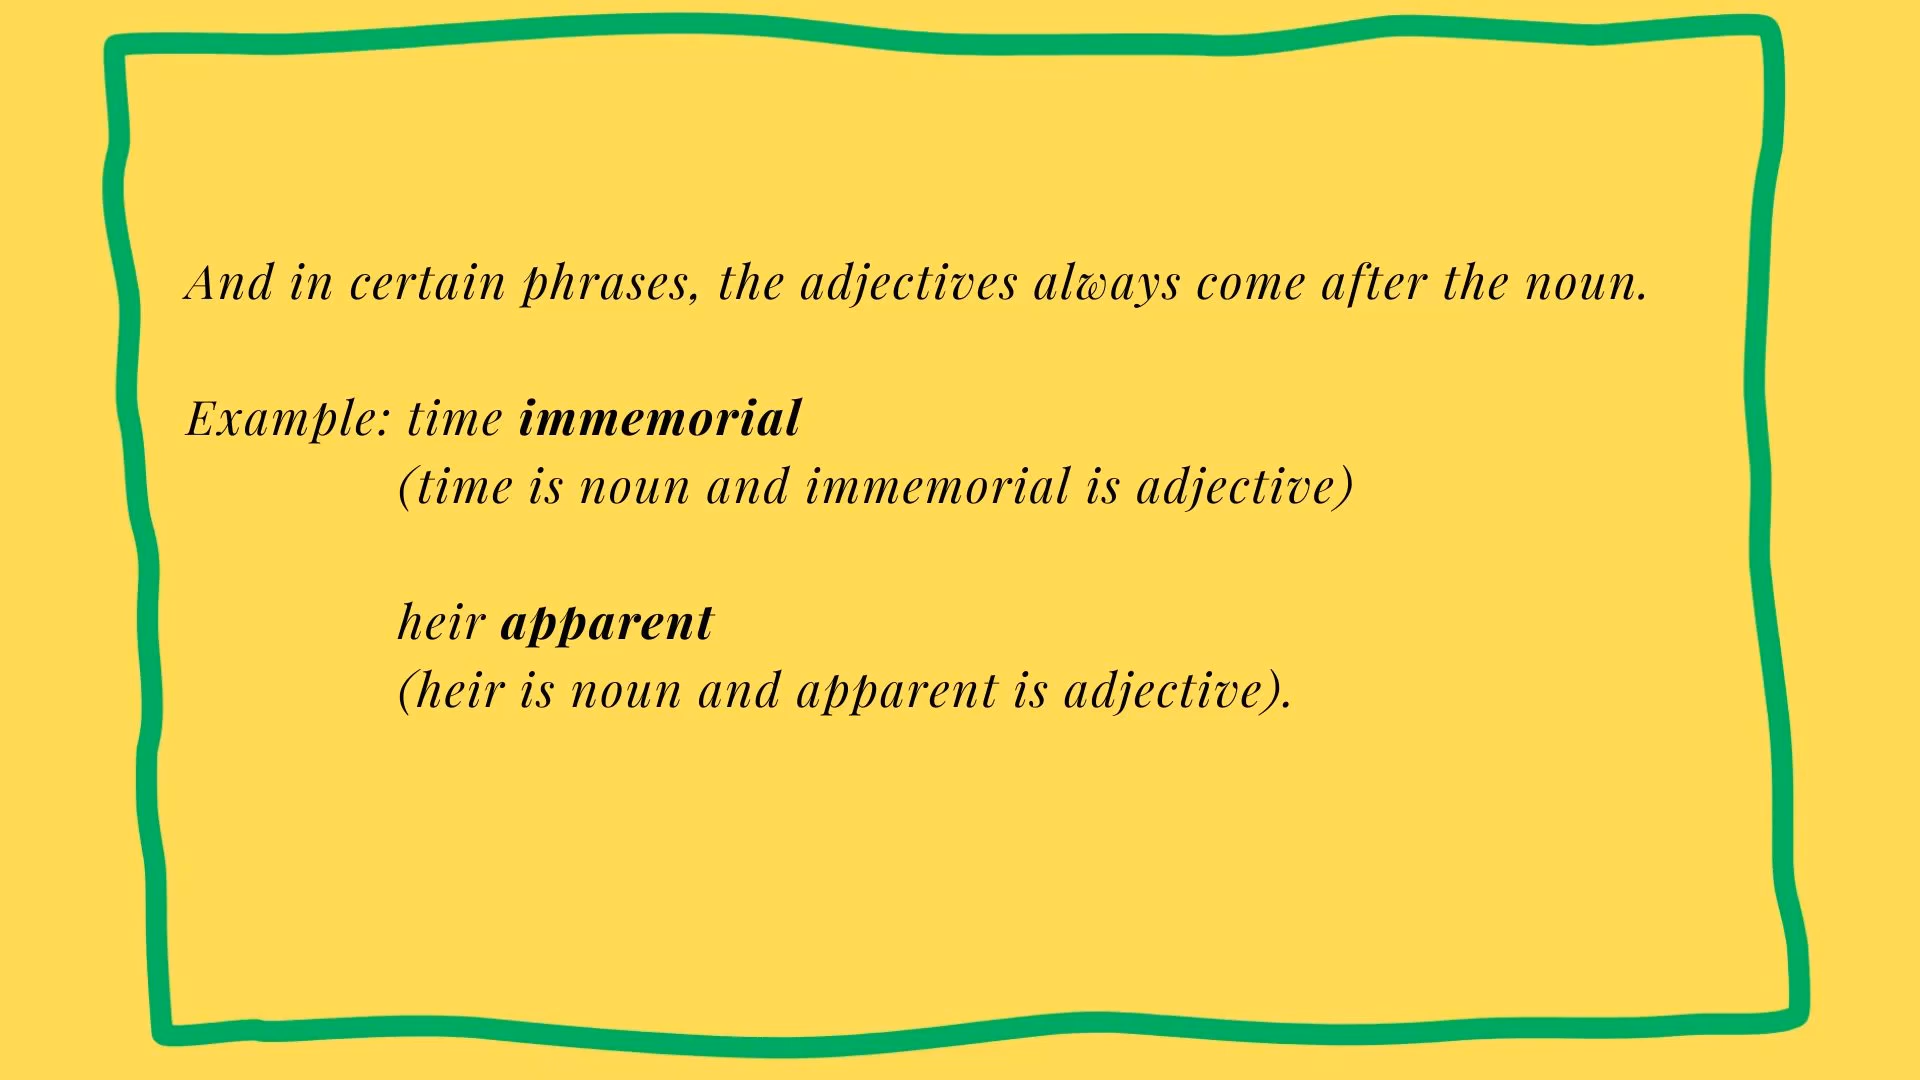 And in certain phrases, the adjectives always come after the noun.
Example: time immemorial
(time is noun and immemorial is adjective)
heir apparent
(heir is noun and apparent is adjective).